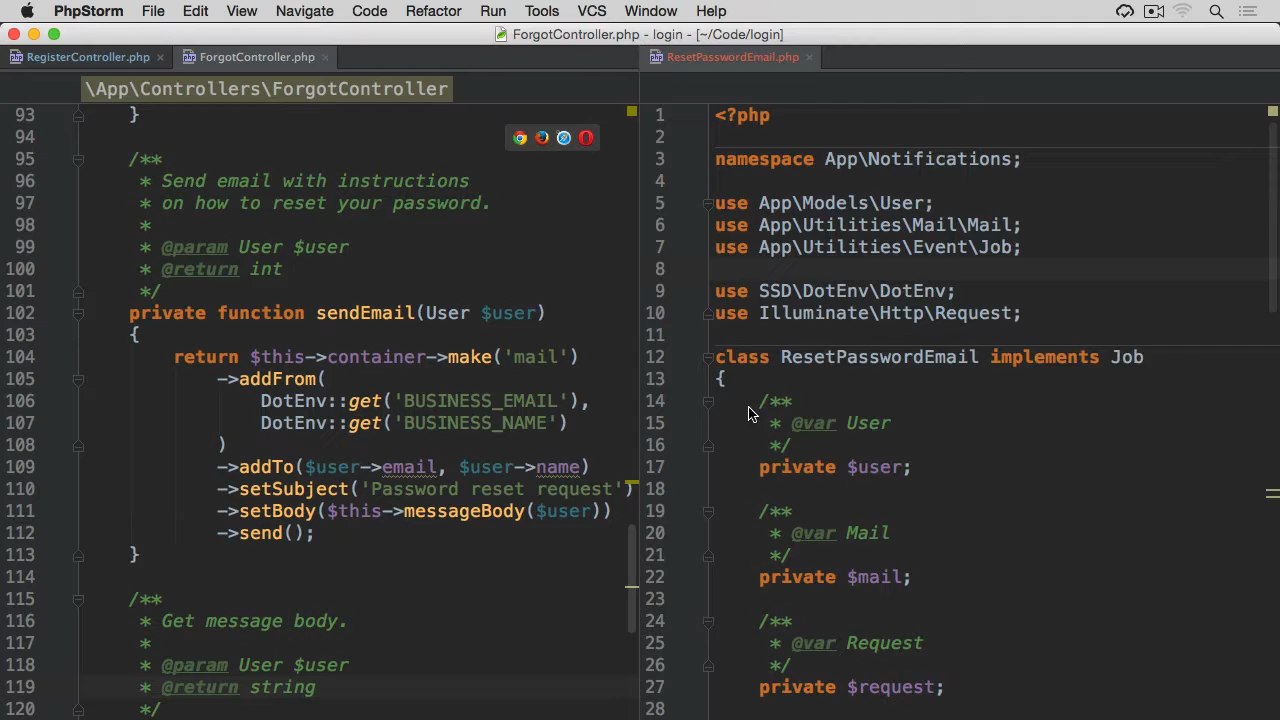 PhpStorm File Edit View Navigate Code Refactor Run Tools VCS Window Help
ForgotController.php - login - [~/Code/login]
RegisterController.php × ForgotController.php ×
\App\Controllers\ForgotController
93 }
94
95 /**
96 * Send email with instructions
97 * on how to reset your password.
98 *
99 * @param User $user
100 * @return int
101 */
102 private function sendEmail(User $user)
103 {
104 return $this->container->make('mail')
105 ->addFrom(
106 DotEnv::get('BUSINESS_EMAIL'),
107 DotEnv::get('BUSINESS_NAME')
108 )
109 ->addTo($user->email, $user->name)
110 ->setSubject('Password reset request')
111 ->setBody($this->messageBody($user))
112 ->send();
113 }
114
115 /**
116 * Get message body.
117 *
118 * @param User $user
119 * @return string
120 */
ResetPasswordEmail.php ×
1 <?php
2
3 namespace App\Notifications;
4
5 use App\Models\User;
6 use App\Utilities\Mail\Mail;
7 use App\Utilities\Event\Job;
8
9 use SSD\DotEnv\DotEnv;
10 use Illuminate\Http\Request;
11
12 class ResetPasswordEmail implements Job
13 {
14 /**
15 * @var User
16 */
17 private $user;
18
19 /**
20 * @var Mail
21 */
22 private $mail;
23
24 /**
25 * @var Request
26 */
27 private $request;
28